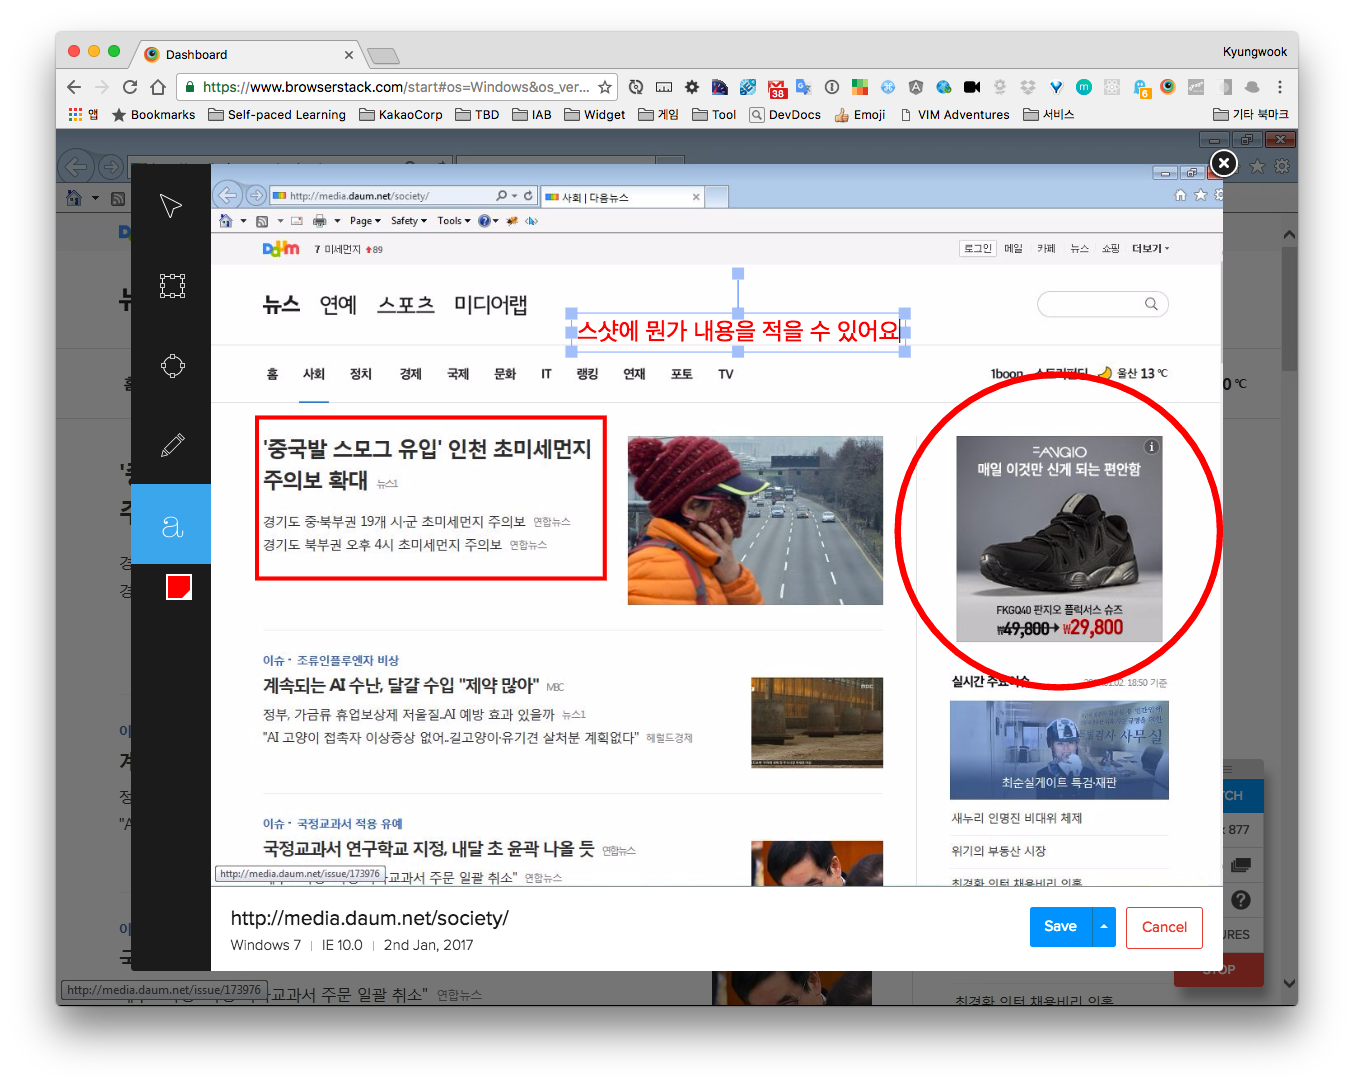 Dashboard
Kyungwook
https://www.browserstack.com/start#os=Windows&os_ver...
38
6
앱
Bookmarks
Self-paced Learning
KakaoCorp
TBD
IAB
Widget
게임
Tool
DevDocs
Emoji
VIM Adventures
서비스
기타 북마크
http://media.daum.net/society/
사회 | 다음뉴스
Page
Safety
Tools
Daum
7 미세먼지 89
로그인
메일
카페
뉴스
쇼핑
더보기
뉴스
연예
스포츠
미디어랩
스샷에 뭔가 내용을 적을 수 있어요
홈
사회
정치
경제
국제
문화
IT
랭킹
연재
포토
TV
1boon
스토리펀딩
울산 13 ℃
'중국발 스모그 유입' 인천 초미세먼지
주의보 확대 뉴스1
경기도 중·북부권 19개 시·군 초미세먼지 주의보 연합뉴스
경기도 북부권 오후 4시 초미세먼지 주의보 연합뉴스
FANGIO
매일 이것만 신게 되는 편안함
FKGQ40 판지오 플럭서스 슈즈
₩49,800→ ₩29,800
이슈 · 조류인플루엔자 비상
계속되는 AI 수난, 달걀 수입 "제약 많아" MBC
정부, 가금류 휴업보상제 저울질..AI 예방 효과 있을까 뉴스1
"AI 고양이 접촉자 이상증상 없어..길고양이·유기견 살처분 계획없다" 헤럴드경제
실시간 주요이슈
18:50 기준
특별검사 사무실
최순실게이트 특검·재판
새누리 인명진 비대위 체제
위기의 부동산 시장
최경환 인턴 채용비리 의혹
이슈 · 국정교과서 적용 유예
국정교과서 연구학교 지정, 내달 초 윤곽 나올 듯 연합뉴스
http://media.daum.net/issue/173976
교과서 주문 일괄 취소" 연합뉴스
a
http://media.daum.net/society/
Windows 7 | IE 10.0 | 2nd Jan, 2017
Save
Cancel
0 ℃
TCH
x 877
URES
STOP
http://media.daum.net/issue/173976
교과서 주문 일괄 취소" 연합뉴스
최경환 인턴 채용비리 의혹